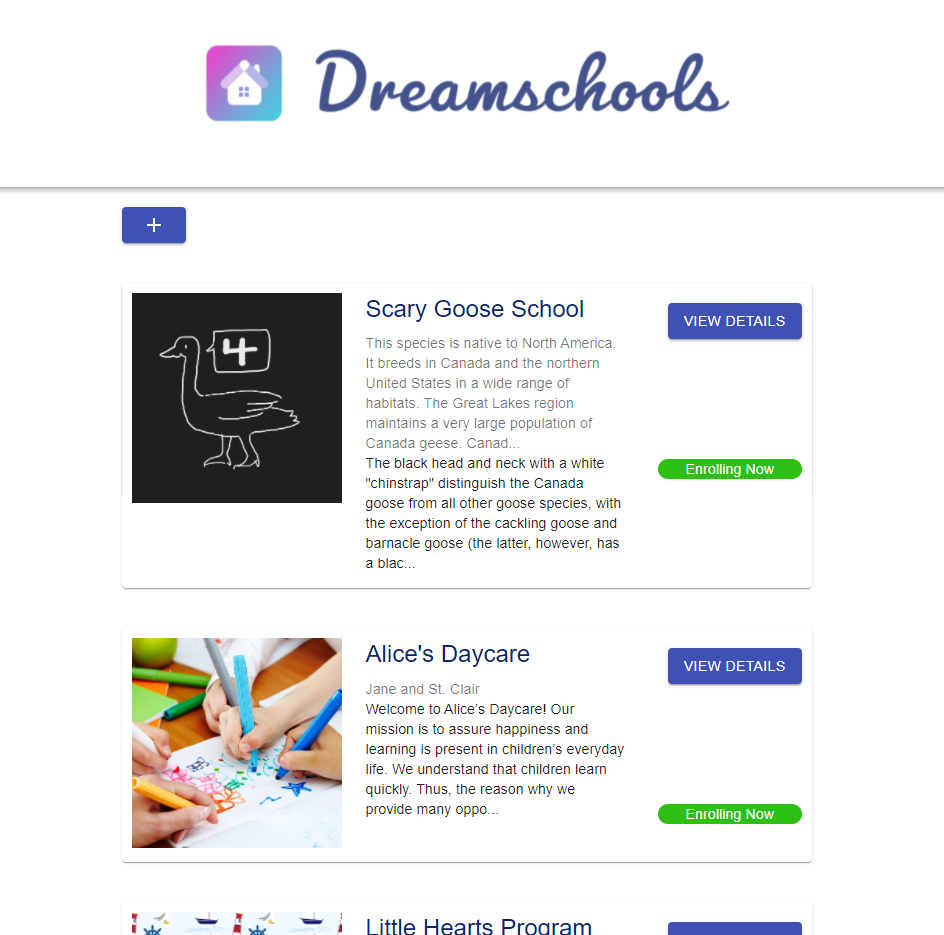 Dreamschools
+
Scary Goose School
VIEW DETAILS
This species is native to North America.
It breeds in Canada and the northern
United States in a wide range of
habitats. The Great Lakes region
maintains a very large population of
Canada geese. Canad...
The black head and neck with a white
"chinstrap" distinguish the Canada
goose from all other goose species, with
the exception of the cackling goose and
barnacle goose (the latter, however, has
a blac...
4
Enrolling Now
Alice's Daycare
VIEW DETAILS
Jane and St. Clair
Welcome to Alice’s Daycare! Our
mission is to assure happiness and
learning is present in children’s everyday
life. We understand that children learn
quickly. Thus, the reason why we
provide many oppo...
Enrolling Now
Little Hearts Program